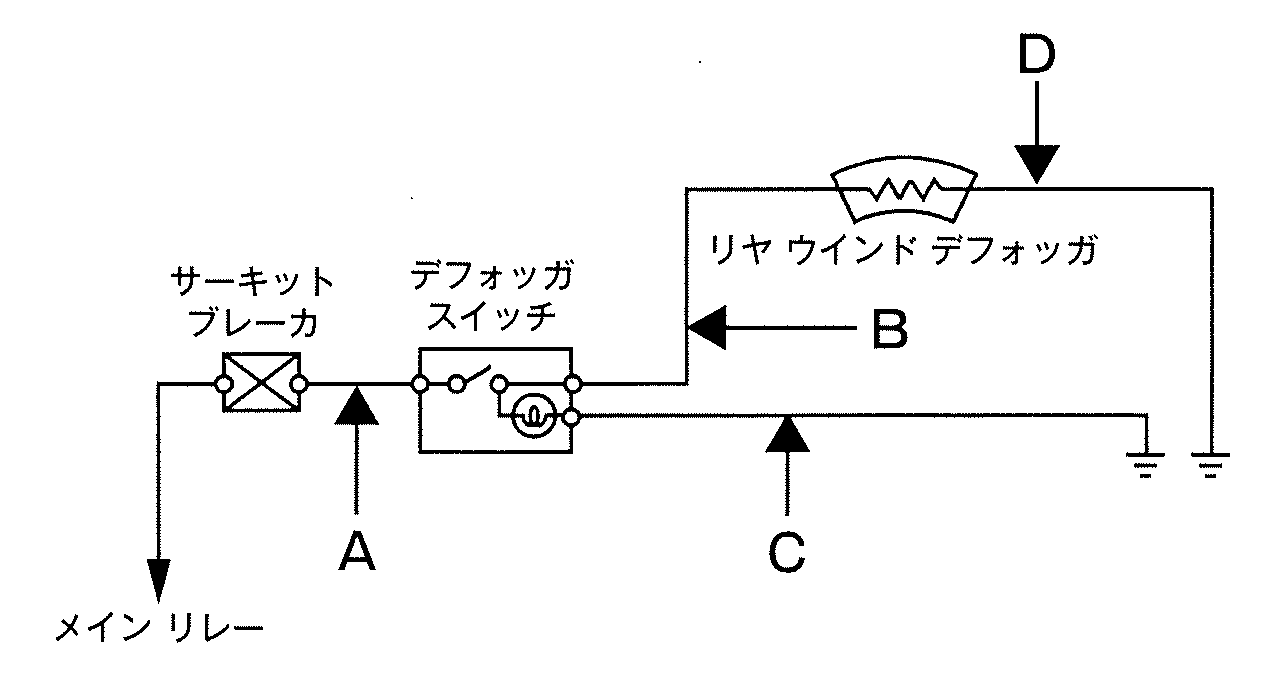 D
リヤ ウインド デフォッガ
サーキット
ブレーカ
デフォッガ
スイッチ
B
A
C
メイン リレー